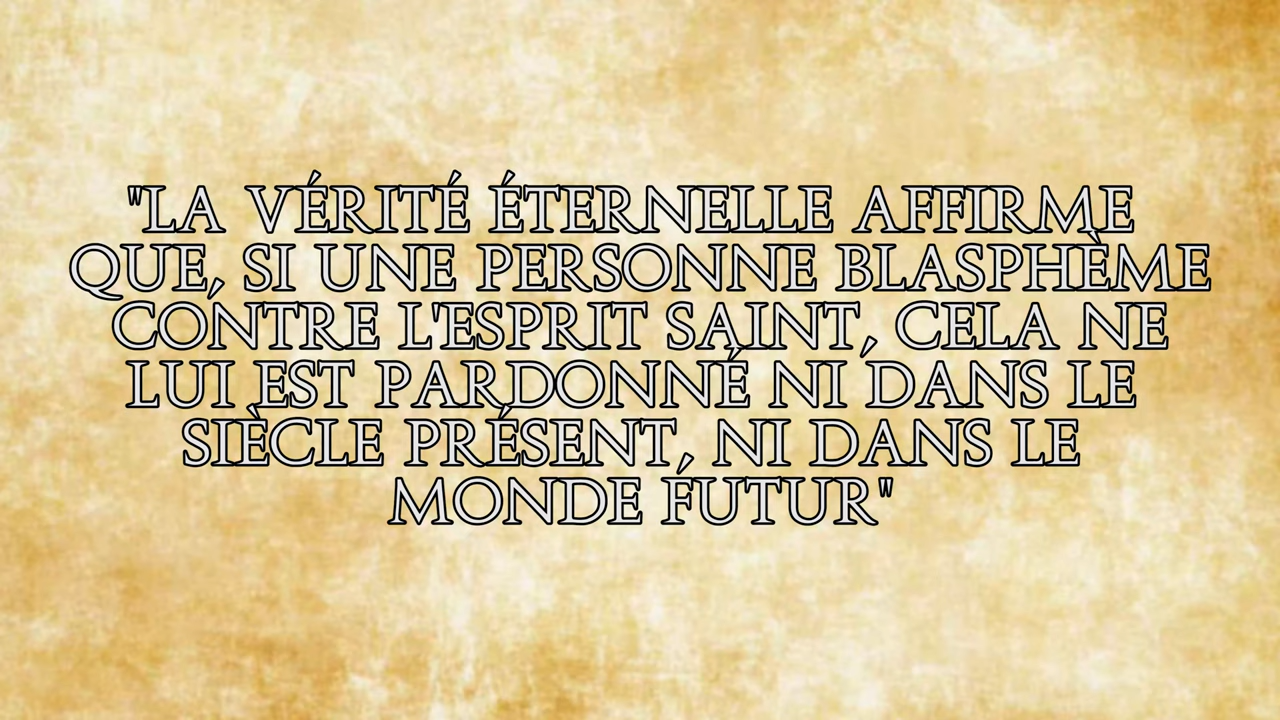 "LA VÉRITÉ ÉTERNELLE AFFIRME
QUE, SI UNE PERSONNE BLASPHÈME
CONTRE L'ESPRIT SAINT, CELA NE
LUI EST PARDONNÉ NI DANS LE
SIÈCLE PRÉSENT, NI DANS LE
MONDE FUTUR"